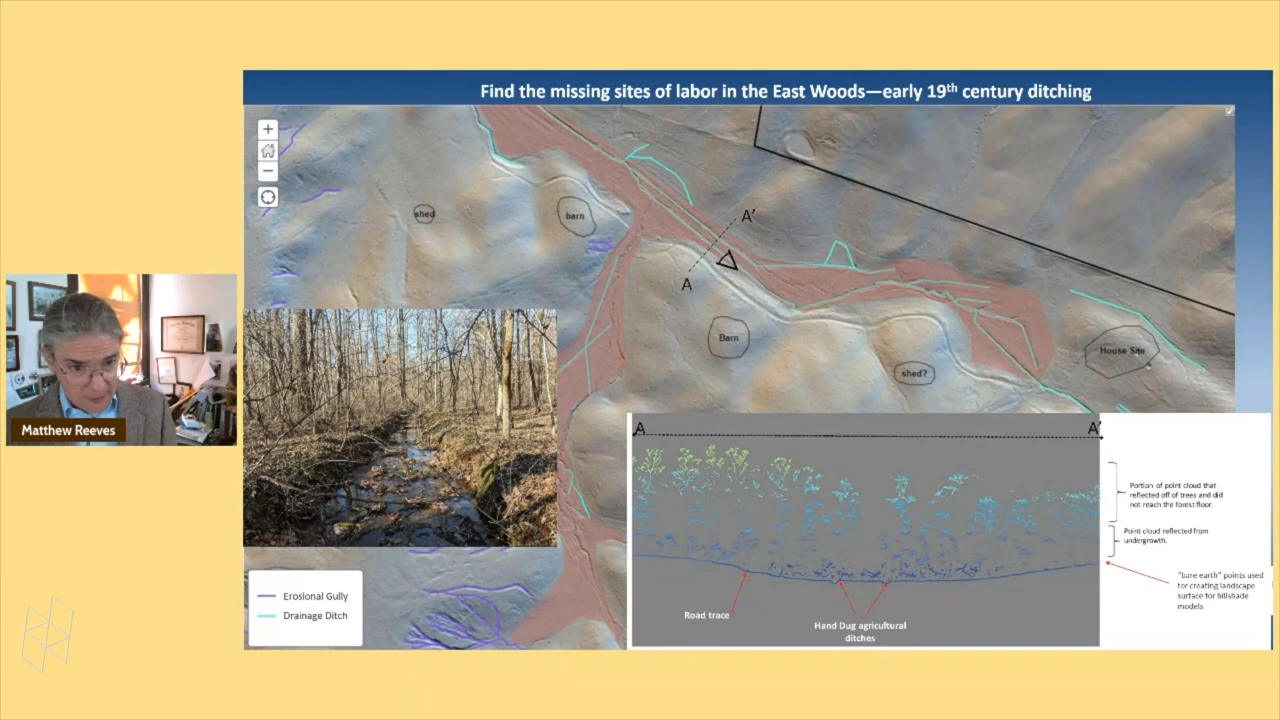 Find the missing sites of labor in the East Woods—early 19th century ditching
shed
barn
A'
A
Barn
shed?
House Site
Matthew Reeves
A
A'
Portion of point cloud that
reflected off of trees and did
not reach the forest floor.
Point cloud reflected from
undergrowth.
"bare earth" points used
for creating landscape
surface for hillshade
models
Road trace
Hand Dug agricultural
ditches
Erosional Gully
Drainage Ditch